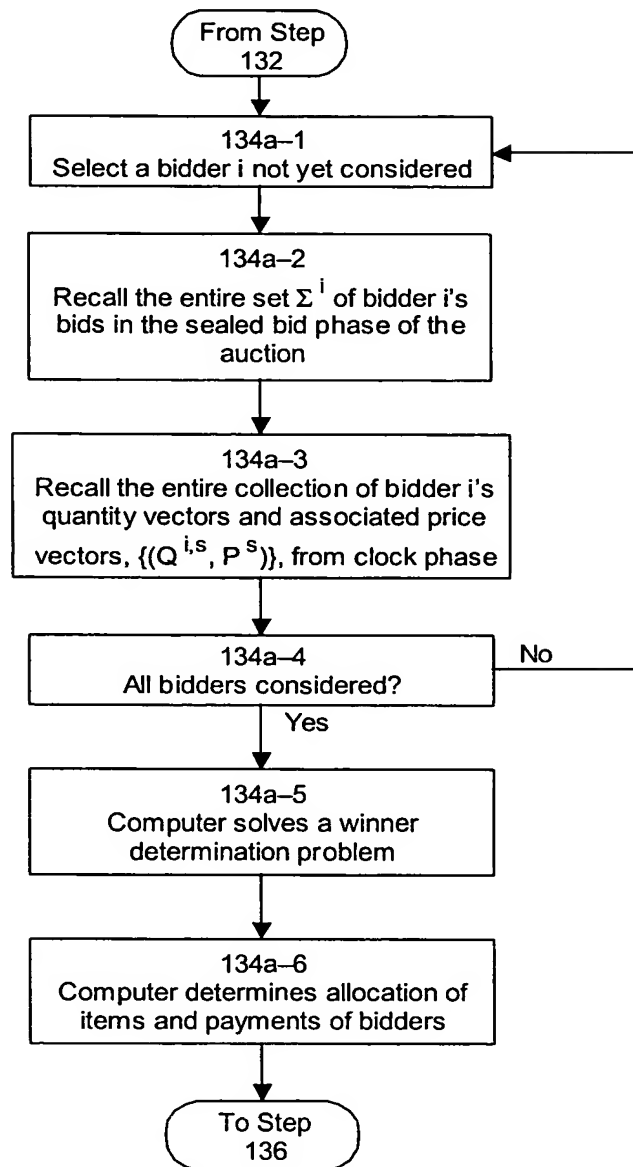 From Step
132
134a–1
Select a bidder i not yet considered
134a–2
Recall the entire set Σ^i of bidder i's
bids in the sealed bid phase of the
auction
134a–3
Recall the entire collection of bidder i's
quantity vectors and associated price
vectors, {(Q^i,s, P^s)}, from clock phase
134a–4
All bidders considered?
No
Yes
134a–5
Computer solves a winner
determination problem
134a–6
Computer determines allocation of
items and payments of bidders
To Step
136